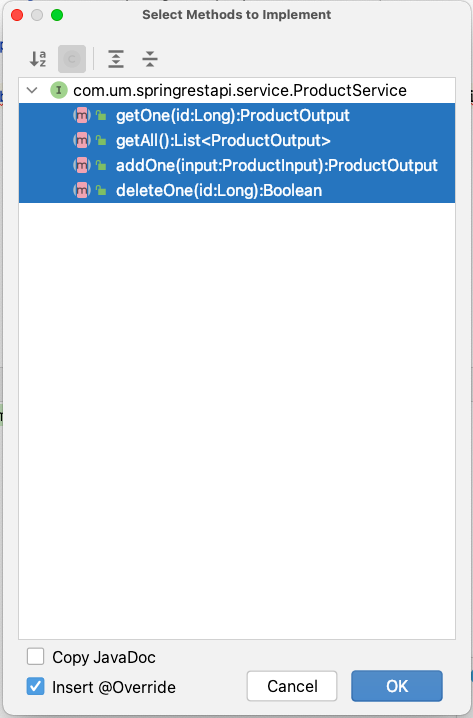 Select Methods to Implement
com.um.springrestapi.service.ProductService
getOne(id:Long):ProductOutput
getAll():List<ProductOutput>
addOne(input:ProductInput):ProductOutput
deleteOne(id:Long):Boolean
Copy JavaDoc
Insert @Override
Cancel
OK